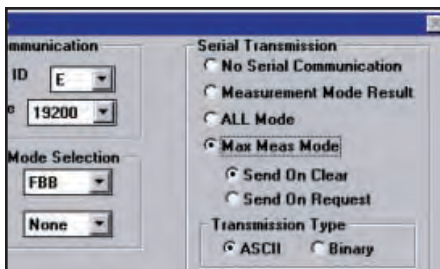 mmunication
ID E
e 19200
Mode Selection
FBB
None
Serial Transmission
No Serial Communication
Measurement Mode Result
ALL Mode
Max Meas Mode
Send On Clear
Send On Request
Transmission Type
ASCII Binary